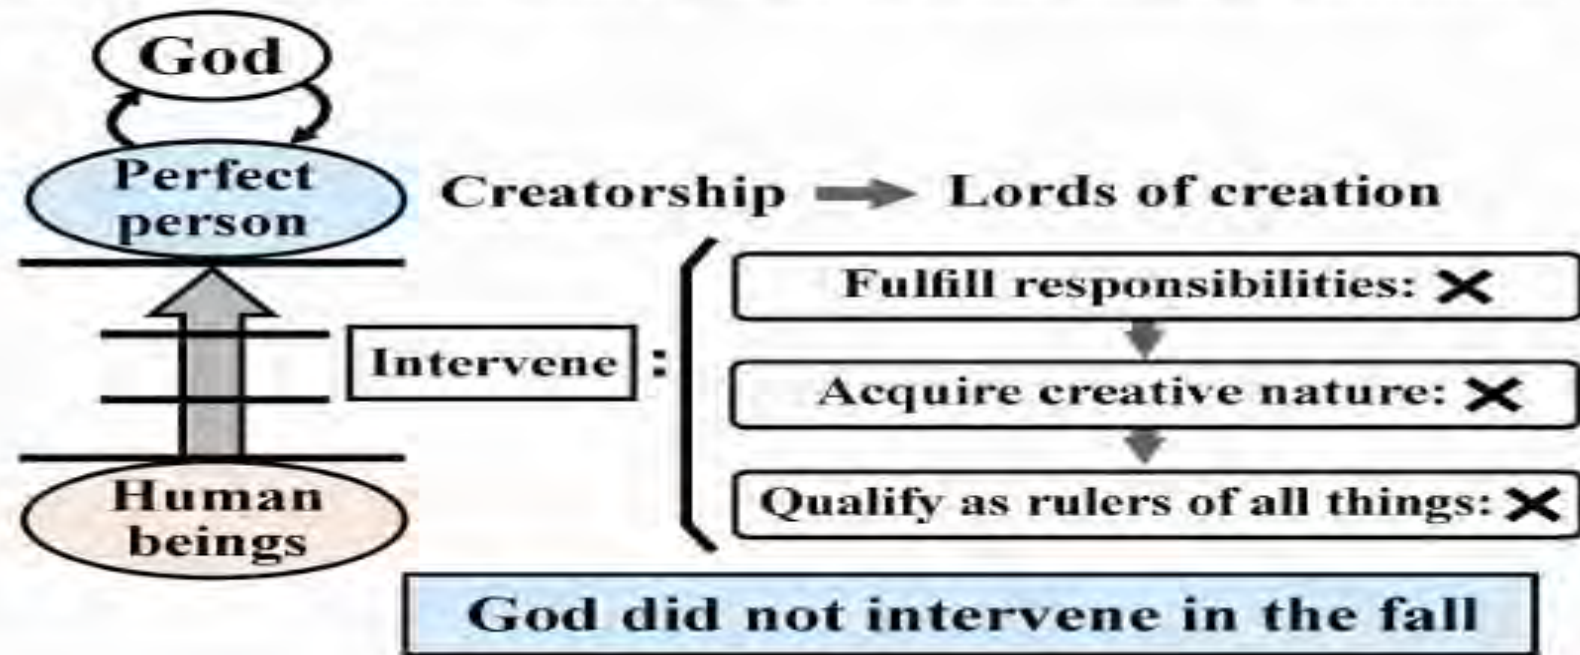 God
Perfect
person
Creatorship → Lords of creation
Fulfill responsibilities: ✕
Intervene :
Acquire creative nature: ✕
Qualify as rulers of all things: ✕
Human
beings
God did not intervene in the fall